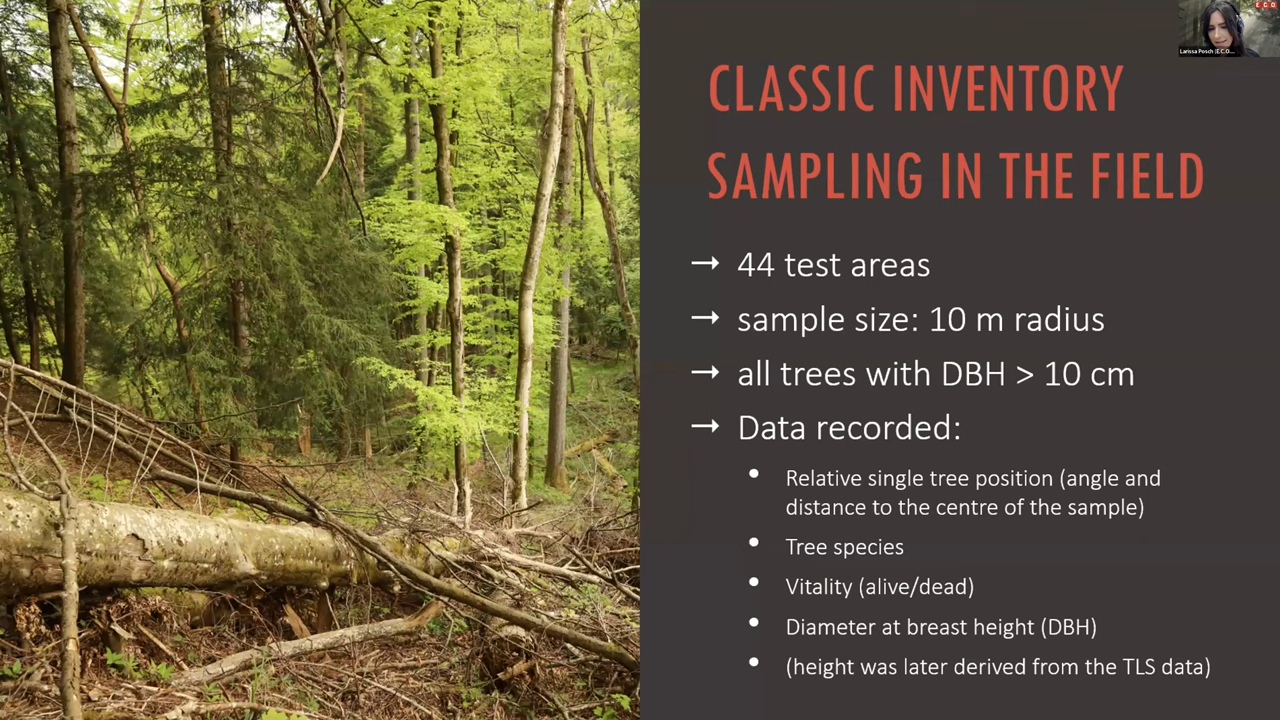 E.C.O.
Larissa Posch (E.C.O....
CLASSIC INVENTORY
SAMPLING IN THE FIELD
→ 44 test areas
→ sample size: 10 m radius
→ all trees with DBH > 10 cm
→ Data recorded:
• Relative single tree position (angle and
distance to the centre of the sample)
• Tree species
• Vitality (alive/dead)
• Diameter at breast height (DBH)
• (height was later derived from the TLS data)